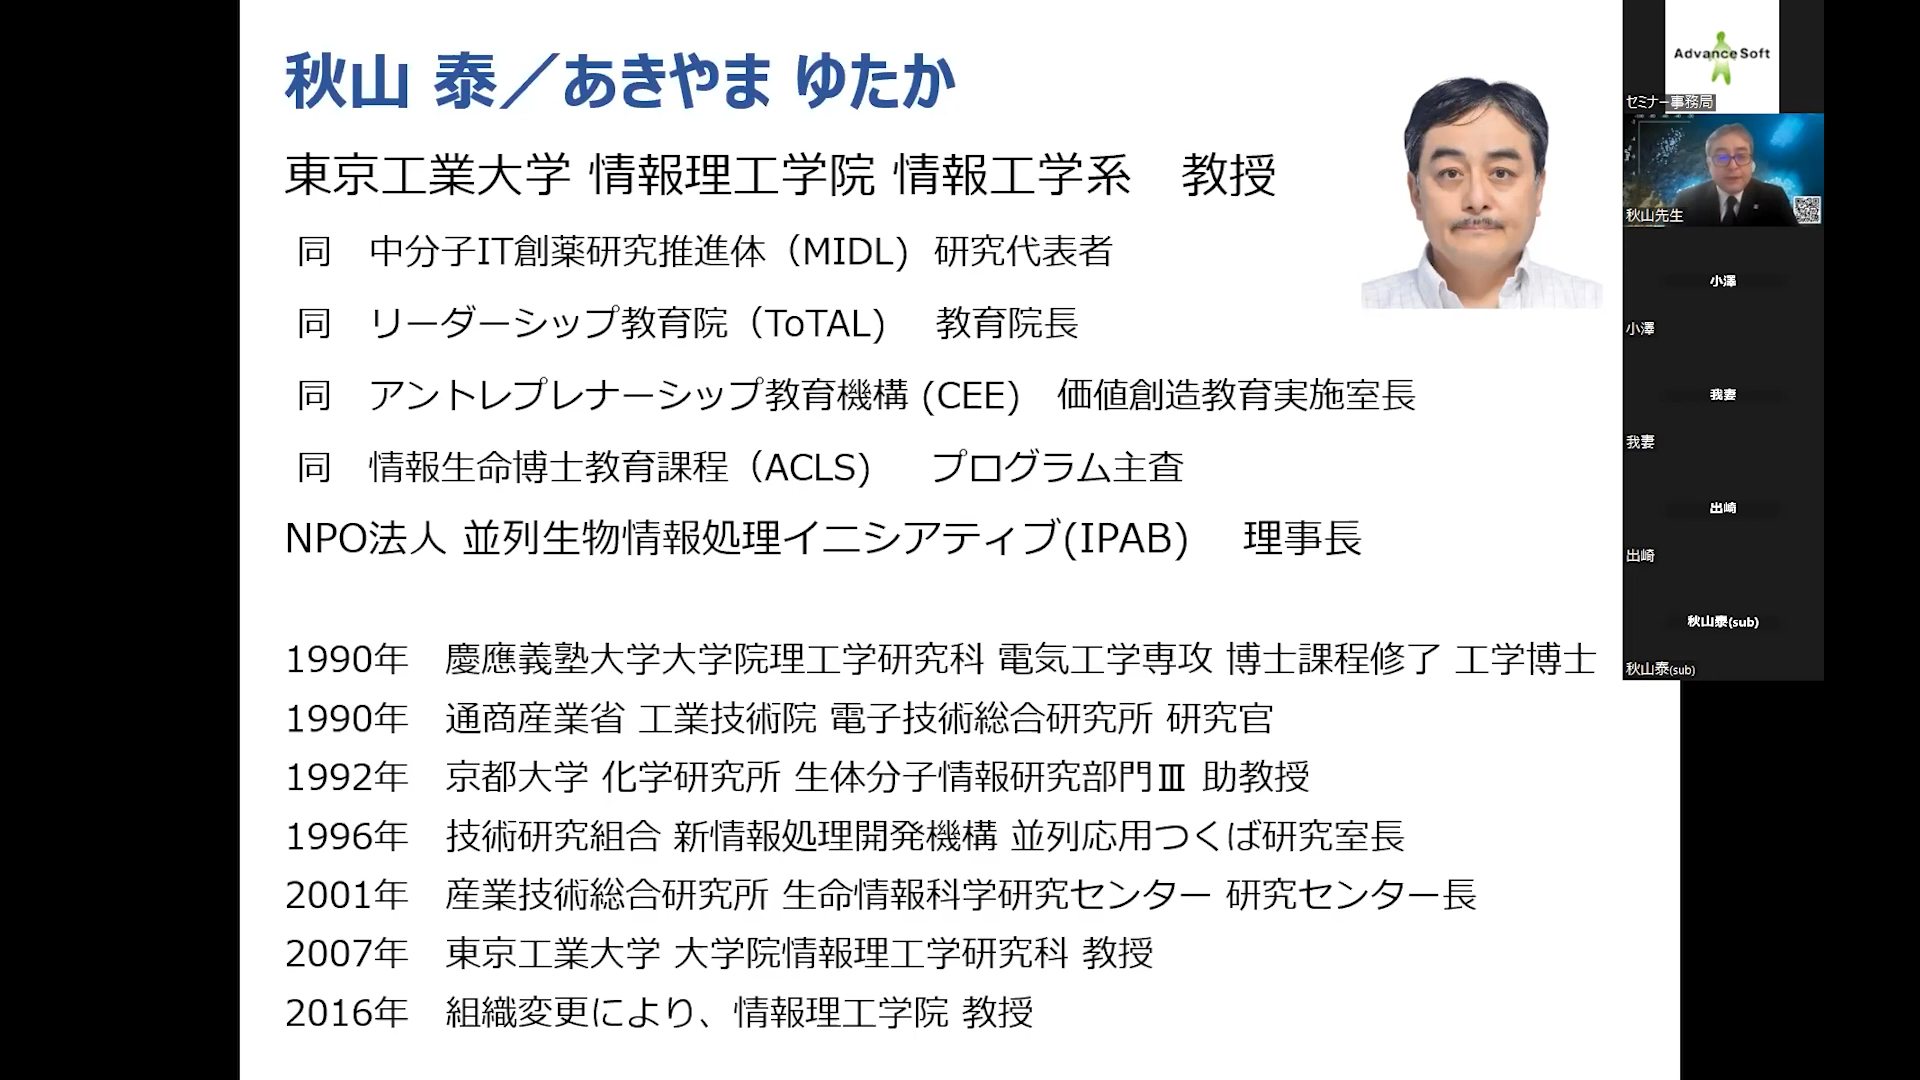 秋山 泰／あきやま ゆたか
東京工業大学 情報理工学院 情報工学系　教授
同　中分子IT創薬研究推進体（MIDL）研究代表者
同　リーダーシップ教育院（ToTAL）　教育院長
同　アントレプレナーシップ教育機構 (CEE)　価値創造教育実施室長
同　情報生命博士教育課程（ACLS）　プログラム主査
NPO法人 並列生物情報処理イニシアティブ(IPAB)　理事長
1990年　慶應義塾大学大学院理工学研究科 電気工学専攻 博士課程修了 工学博士
1990年　通商産業省 工業技術院 電子技術総合研究所 研究官
1992年　京都大学 化学研究所 生体分子情報研究部門Ⅲ 助教授
1996年　技術研究組合 新情報処理開発機構 並列応用つくば研究室長
2001年　産業技術総合研究所 生命情報科学研究センター 研究センター長
2007年　東京工業大学 大学院情報理工学研究科 教授
2016年　組織変更により、情報理工学院 教授
AdvanceSoft
セミナー事務局
秋山先生
小澤
小澤
我妻
我妻
出崎
出崎
秋山泰(sub)
秋山泰(sub)